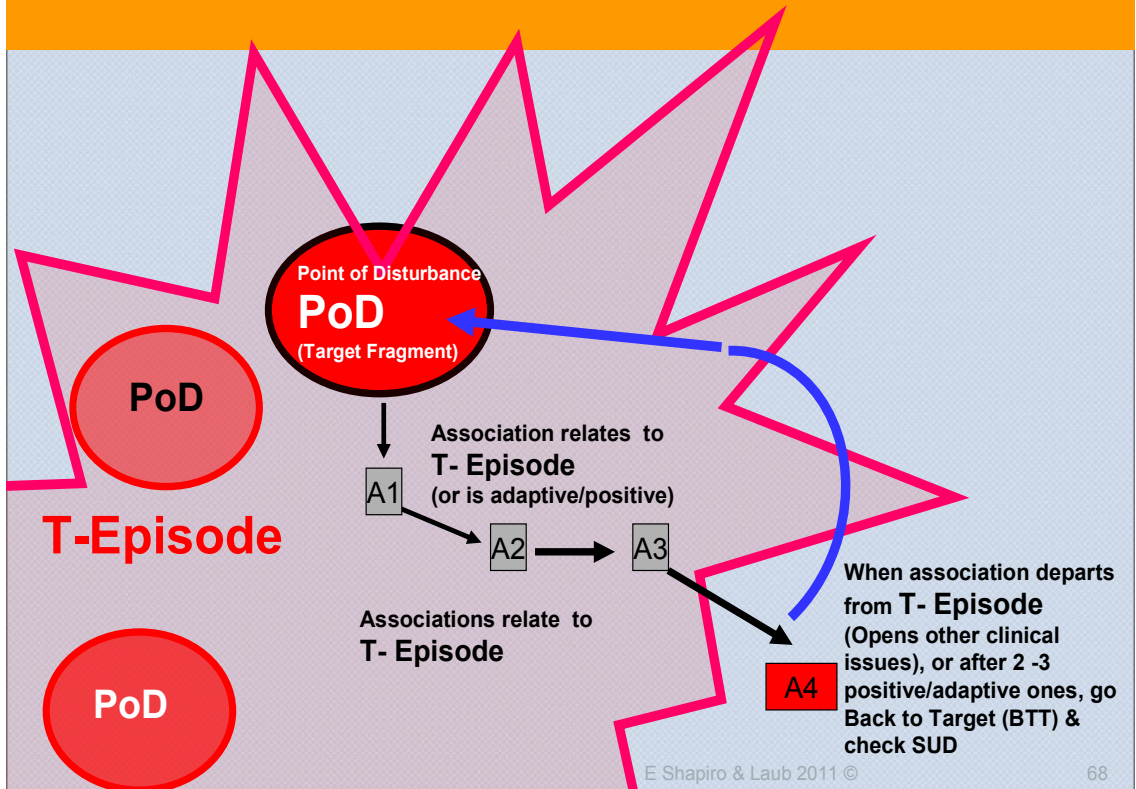 Point of Disturbance
PoD
(Target Fragment)
PoD
Association relates to
T- Episode
(or is adaptive/positive)
A1
T-Episode
A2
A3
Associations relate to
T- Episode
When association departs
from T- Episode
(Opens other clinical
issues), or after 2 -3
positive/adaptive ones, go
Back to Target (BTT) &
check SUD
A4
PoD
E Shapiro & Laub 2011 ©
68